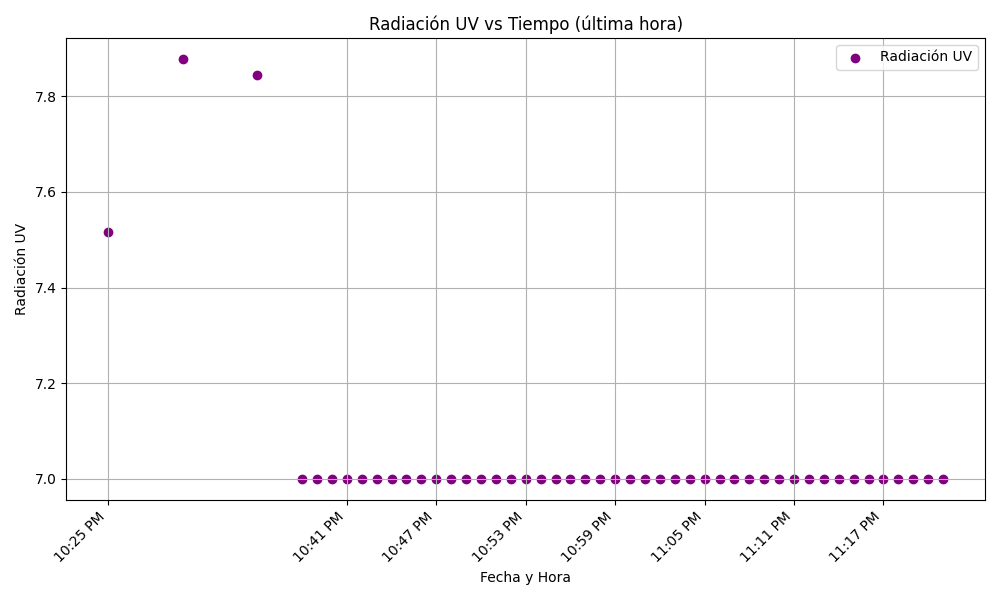 Radiación UV vs Tiempo (última hora)
Radiación UV
7.8
7.6
7.4
7.2
7.0
Radiación UV
10:25 PM
10:41 PM
10:47 PM
10:53 PM
10:59 PM
11:05 PM
11:11 PM
11:17 PM
Fecha y Hora